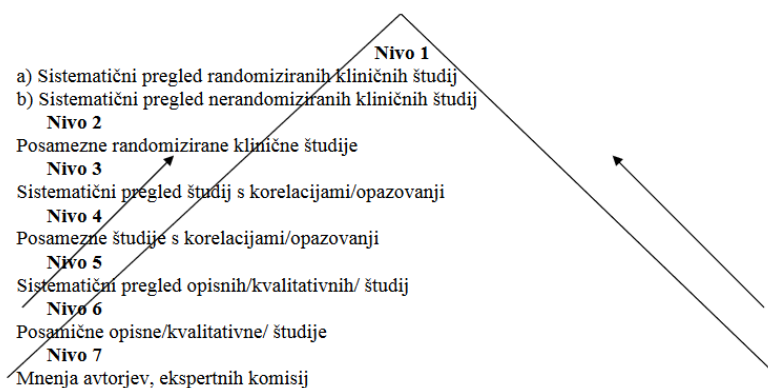 Nivo 1
a) Sistematični pregled randomiziranih kliničnih študij
b) Sistematični pregled nerandomiziranih kliničnih študij
Nivo 2
Posamezne randomizirane klinične študije
Nivo 3
Sistematični pregled študij s korelacijami/opazovanji
Nivo 4
Posamezne študije s korelacijami/opazovanji
Nivo 5
Sistematični pregled opisnih/kvalitativnih/ študij
Nivo 6
Posamične opisne/kvalitativne/ študije
Nivo 7
Mnenja avtorjev, ekspertnih komisij